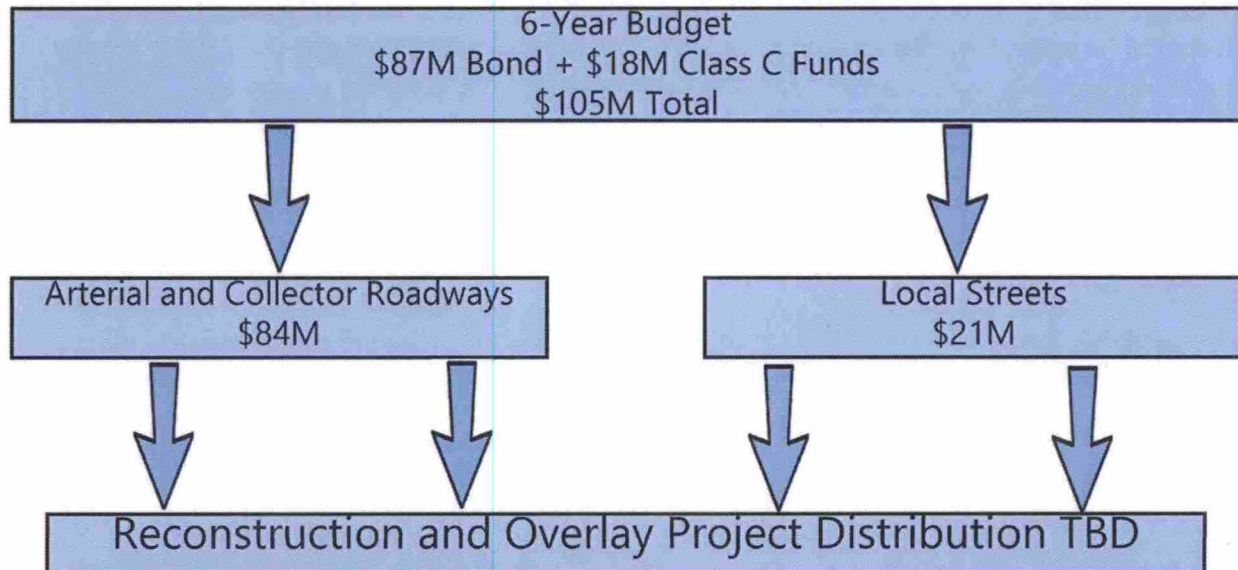 6-Year Budget
$87M Bond + $18M Class C Funds
$105M Total
Arterial and Collector Roadways
$84M
Local Streets
$21M
Reconstruction and Overlay Project Distribution TBD